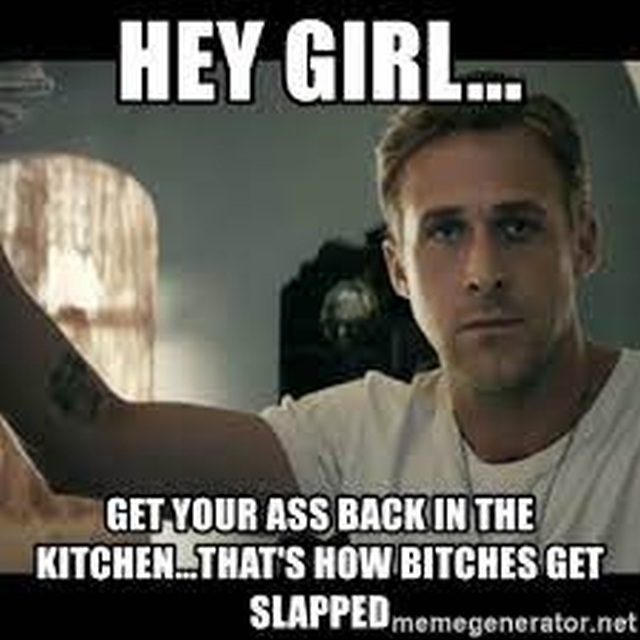 HEY GIRL...
GET YOUR ASS BACK IN THE
KITCHEN...THAT'S HOW BITCHES GET
SLAPPED
memegenerator.net